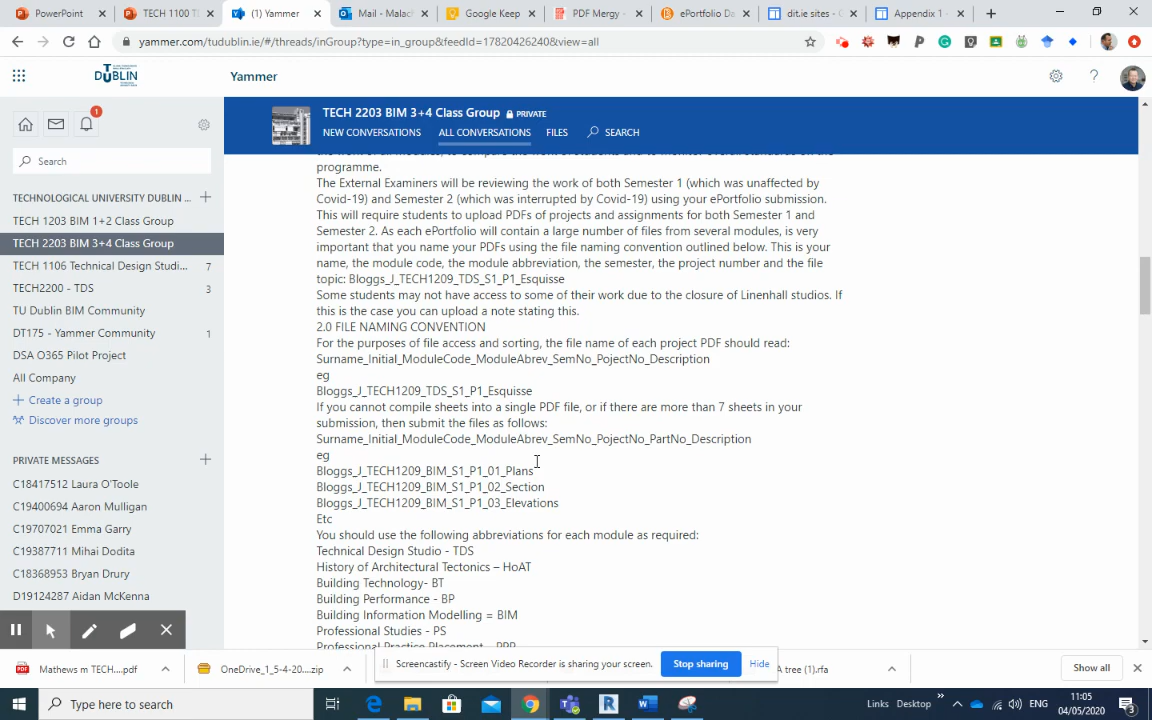 PowerPoint
TECH 1100 T
(1) Yammer
Mail - Malac
Google Keep
PDF Mergy -
ePortfolio Da
dit.ie sites - G
Appendix 1 -
yammer.com/tudublin.ie/#/threads/inGroup?type=in_group&feedId=17820426240&view=all
DUBLIN
Yammer
1
Search
TECHNOLOGICAL UNIVERSITY DUBLIN ...
TECH 1203 BIM 1+2 Class Group
TECH 2203 BIM 3+4 Class Group
TECH 1106 Technical Design Studi... 7
TECH2200 - TDS 3
TU Dublin BIM Community
DT175 - Yammer Community 1
DSA O365 Pilot Project
All Company
Create a group
Discover more groups
PRIVATE MESSAGES
C18417512 Laura O'Toole
C19400694 Aaron Mulligan
C19707021 Emma Garry
C19387711 Mihai Dodita
C18368953 Bryan Drury
D19124287 Aidan McKenna
TECH 2203 BIM 3+4 Class Group PRIVATE
NEW CONVERSATIONS ALL CONVERSATIONS FILES SEARCH
programme.
The External Examiners will be reviewing the work of both Semester 1 (which was unaffected by
Covid-19) and Semester 2 (which was interrupted by Covid-19) using your ePortfolio submission.
This will require students to upload PDFs of projects and assignments for both Semester 1 and
Semester 2. As each ePortfolio will contain a large number of files from several modules, is very
important that you name your PDFs using the file naming convention outlined below. This is your
name, the module code, the module abbreviation, the semester, the project number and the file
topic: Bloggs_J_TECH1209_TDS_S1_P1_Esquisse
Some students may not have access to some of their work due to the closure of Linenhall studios. If
this is the case you can upload a note stating this.
2.0 FILE NAMING CONVENTION
For the purposes of file access and sorting, the file name of each project PDF should read:
Surname_Initial_ModuleCode_ModuleAbrev_SemNo_PojectNo_Description
eg
Bloggs_J_TECH1209_TDS_S1_P1_Esquisse
If you cannot compile sheets into a single PDF file, or if there are more than 7 sheets in your
submission, then submit the files as follows:
Surname_Initial_ModuleCode_ModuleAbrev_SemNo_PojectNo_PartNo_Description
eg
Bloggs_J_TECH1209_BIM_S1_P1_01_Plans
Bloggs_J_TECH1209_BIM_S1_P1_02_Section
Bloggs_J_TECH1209_BIM_S1_P1_03_Elevations
Etc
You should use the following abbreviations for each module as required:
Technical Design Studio - TDS
History of Architectural Tectonics – HoAT
Building Technology- BT
Building Performance - BP
Building Information Modelling = BIM
Professional Studies - PS
Professional Practice Placement - PPP
Mathews m TECH....pdf
OneDrive_1_5-4-20....zip
Screencastify - Screen Video Recorder is sharing your screen.
Stop sharing
Hide
A tree (1).rfa
Show all
Type here to search
Links Desktop
ENG
11:05
04/05/2020
3